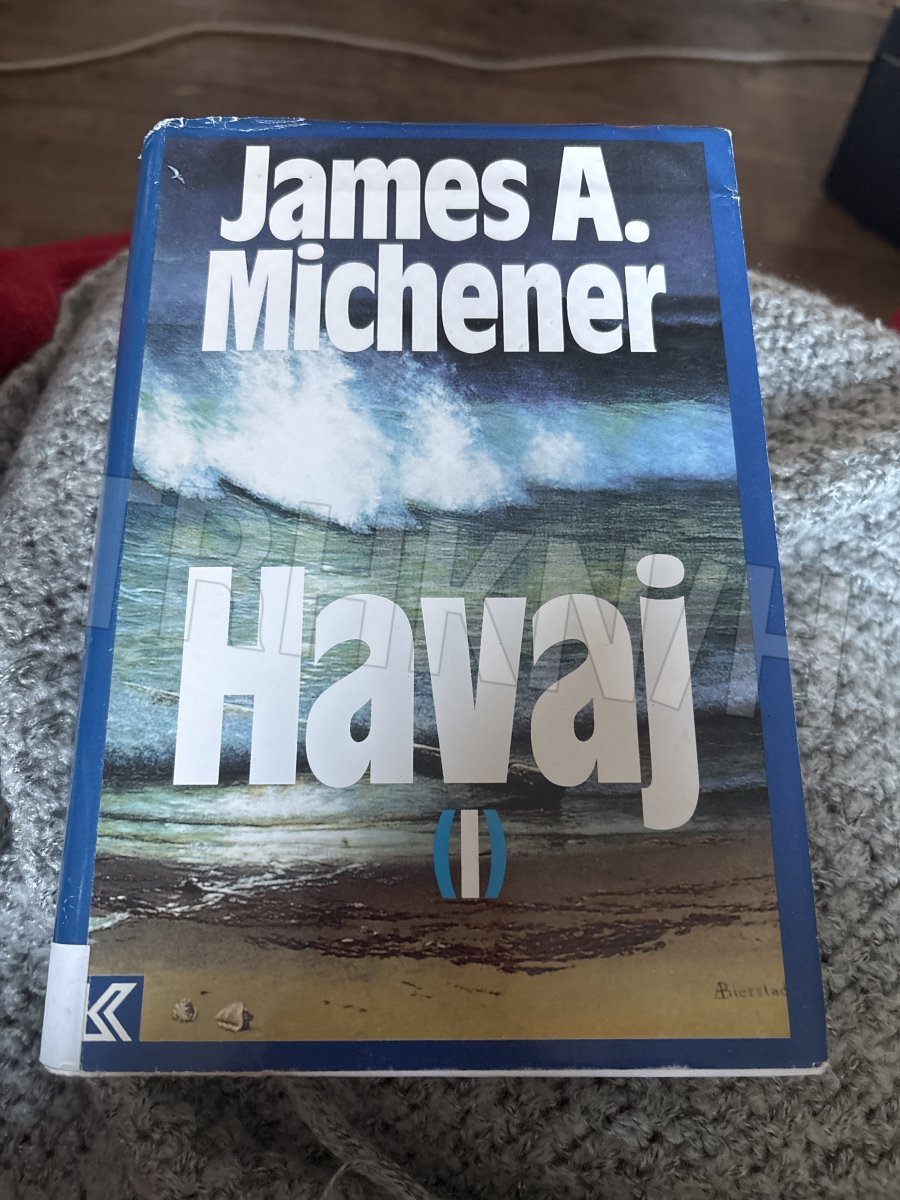 James A.
Michener
Havaj
(I)